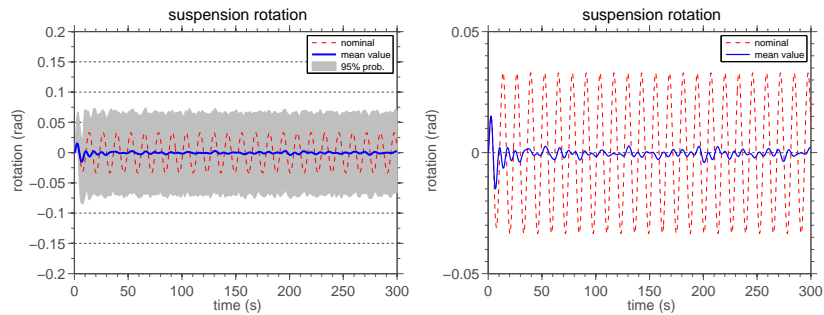 suspension rotation
0.2
0.15
0.1
0.05
0
−0.05
−0.1
−0.15
−0.2
rotation (rad)
nominal
mean value
95% prob.
0 50 100 150 200 250 300
time (s)
suspension rotation
0.05
0
−0.05
rotation (rad)
nominal
mean value
0 50 100 150 200 250 300
time (s)